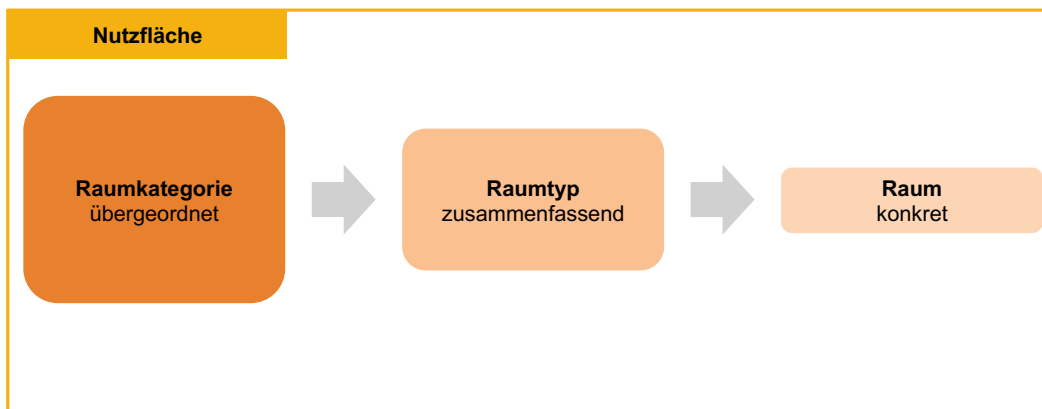 Nutzfläche
Raumkategorie
übergeordnet
Raumtyp
zusammenfassend
Raum
konkret